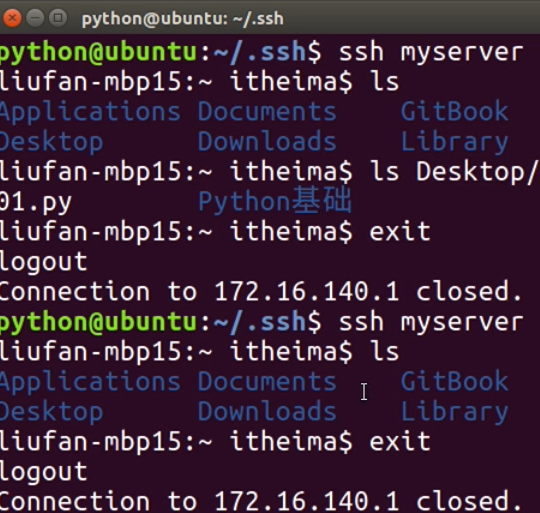 python@ubuntu: ~/.ssh
python@ubuntu:~/.ssh$ ssh myserver
liufan-mbp15:~ itheima$ ls
Applications Documents GitBook
Desktop Downloads Library
liufan-mbp15:~ itheima$ ls Desktop/
01.py Python基础
liufan-mbp15:~ itheima$ exit
logout
Connection to 172.16.140.1 closed.
python@ubuntu:~/.ssh$ ssh myserver
liufan-mbp15:~ itheima$ ls
Applications Documents GitBook
Desktop Downloads Library
liufan-mbp15:~ itheima$ exit
logout
Connection to 172.16.140.1 closed.